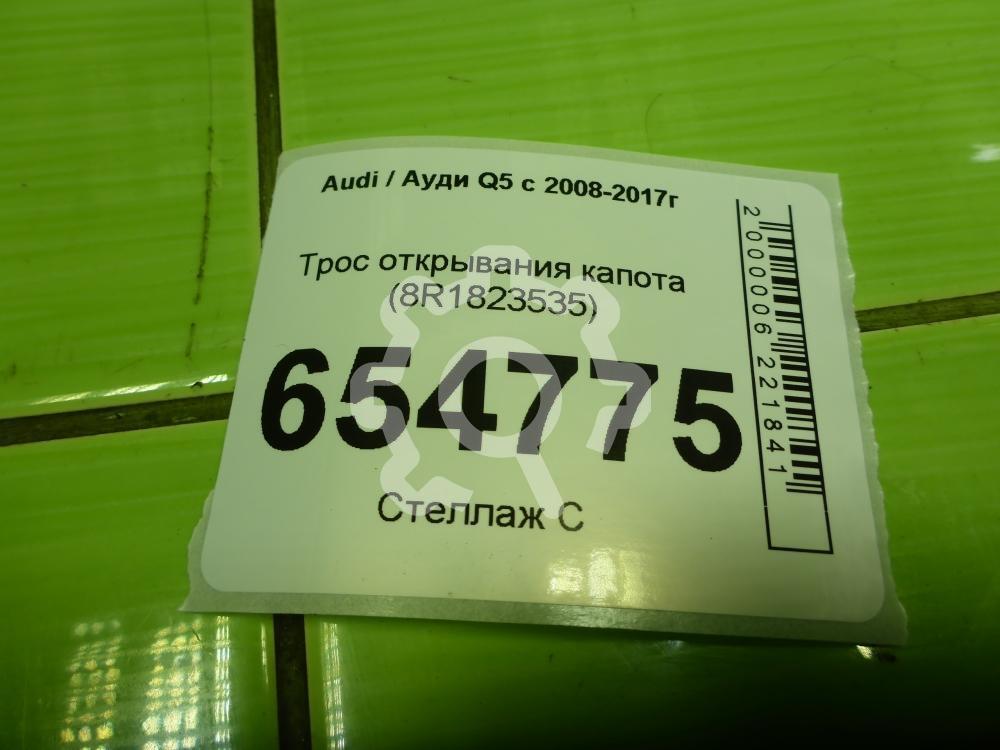 Audi / Ауди Q5 с 2008-2017г
Трос открывания капота
(8R1823535)
654775
Стеллаж С
2000006221841